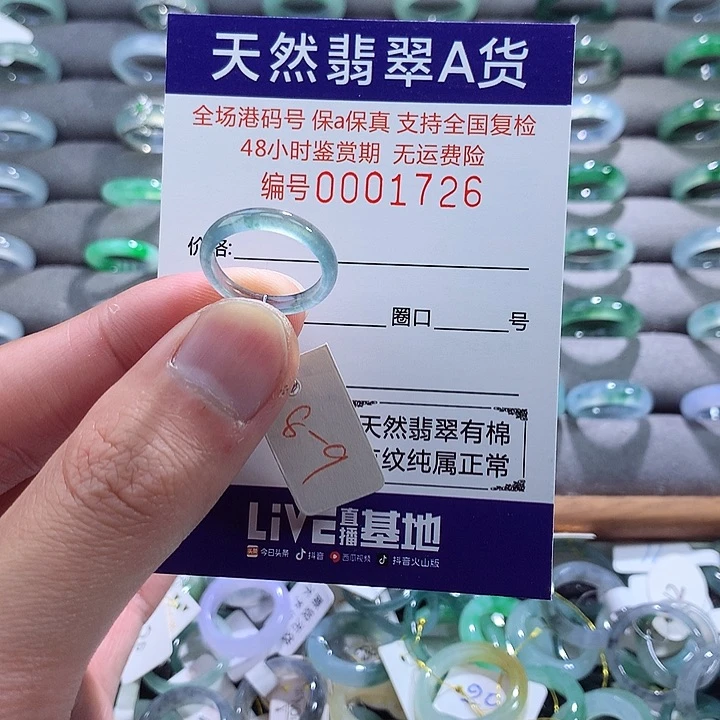 天然翡翠A货
全场港码号 保a保真 支持全国复检
48小时鉴赏期 无运费险
编号0001726
价格:
圈口 号
8-9
天然翡翠有棉
纹纯属正常
LIVE直播基地
头条 今日头条 抖音 西瓜视频 抖音火山版